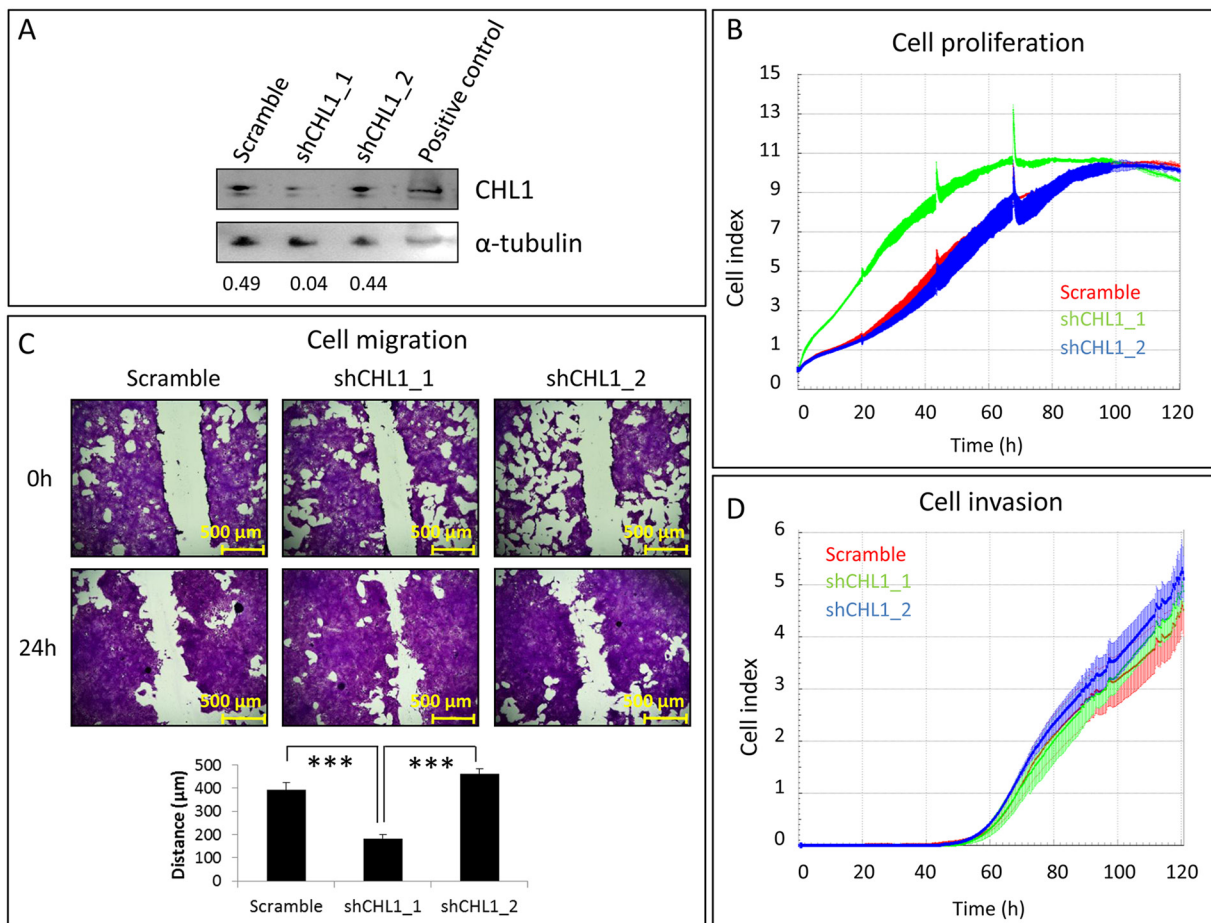 A
Scramble
shCHL1_1
shCHL1_2
Positive control
CHL1
α-tubulin
0.49 0.04 0.44
B
Cell proliferation
Cell index
15
13
11
9
7
5
3
1
0
Scramble
shCHL1_1
shCHL1_2
0 20 40 60 80 100 120
Time (h)
C
Cell migration
Scramble shCHL1_1 shCHL1_2
0h
500 µm 500 µm 500 µm
24h
500 µm 500 µm 500 µm
Distance (µm)
500
400
300
200
100
0
*** ***
Scramble shCHL1_1 shCHL1_2
D
Cell invasion
Cell index
6
5
4
3
2
1
0
Scramble
shCHL1_1
shCHL1_2
0 20 40 60 80 100 120
Time (h)